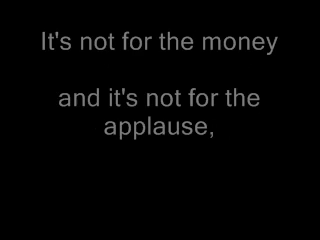 It's not for the money
and it's not for the
applause,